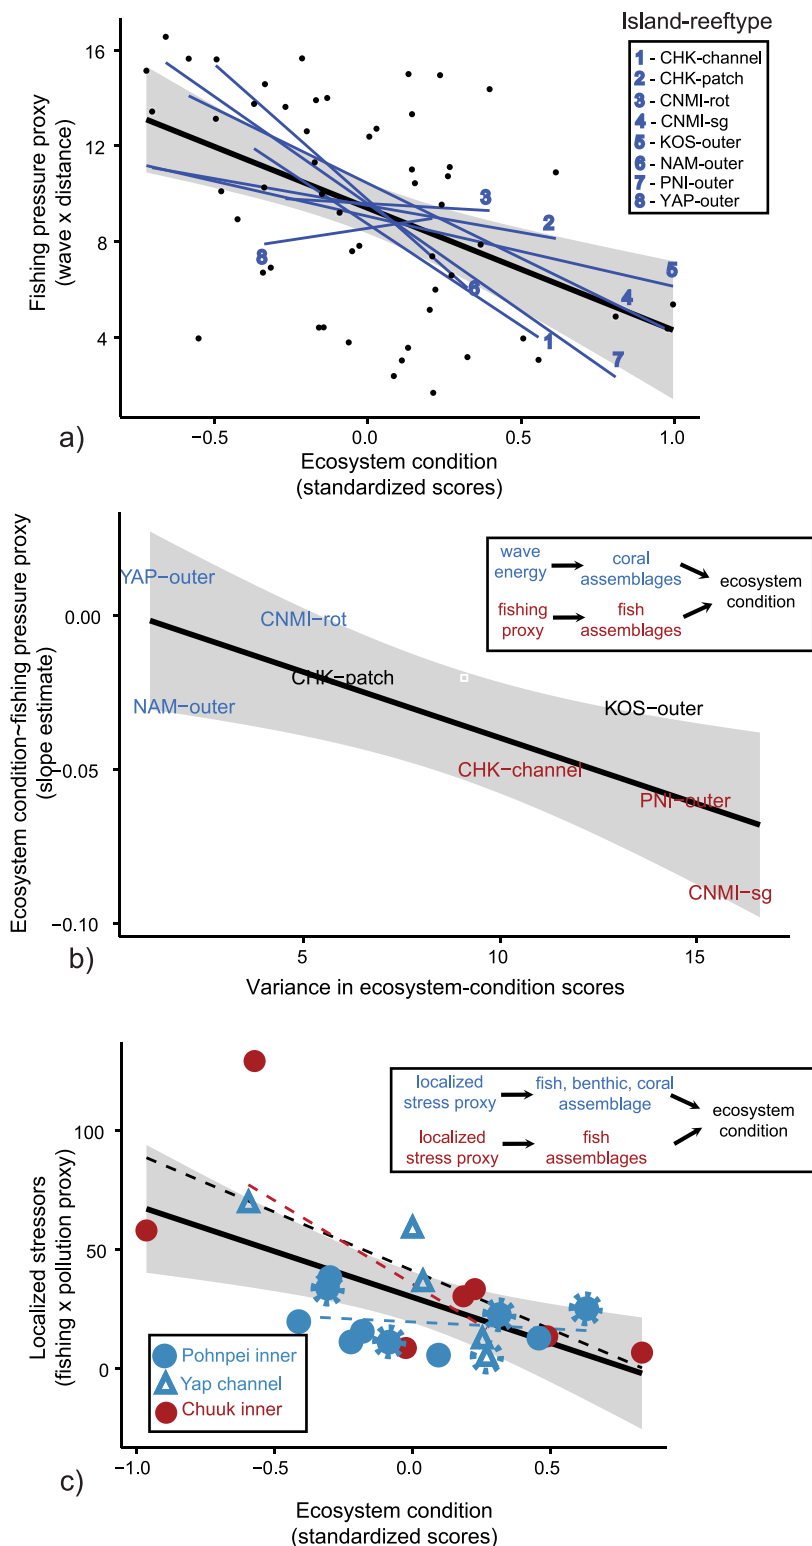 Island-reeftype
1 - CHK-channel
2 - CHK-patch
3 - CNMI-rot
4 - CNMI-sg
5 - KOS-outer
6 - NAM-outer
7 - PNI-outer
8 - YAP-outer
Fishing pressure proxy
(wave x distance)
16
12
8
4
3
2
8
5
6
4
1
7
−0.5
0.0
0.5
1.0
a)
Ecosystem condition
(standardized scores)
Ecosystem condition~fishing pressure proxy
(slope estimate)
wave
energy
coral
assemblages
ecosystem
condition
fishing
proxy
fish
assemblages
0.00
−0.05
−0.10
YAP−outer
CNMI−rot
CHK−patch
NAM−outer
KOS−outer
CHK−channel
PNI−outer
CNMI−sg
5
10
15
b)
Variance in ecosystem-condition scores
Localized stressors
(fishing x pollution proxy)
localized
stress proxy
fish, benthic, coral
assemblage
ecosystem
condition
localized
stress proxy
fish
assemblages
100
50
0
Pohnpei inner
Yap channel
Chuuk inner
−1.0
−0.5
0.0
0.5
c)
Ecosystem condition
(standardized scores)